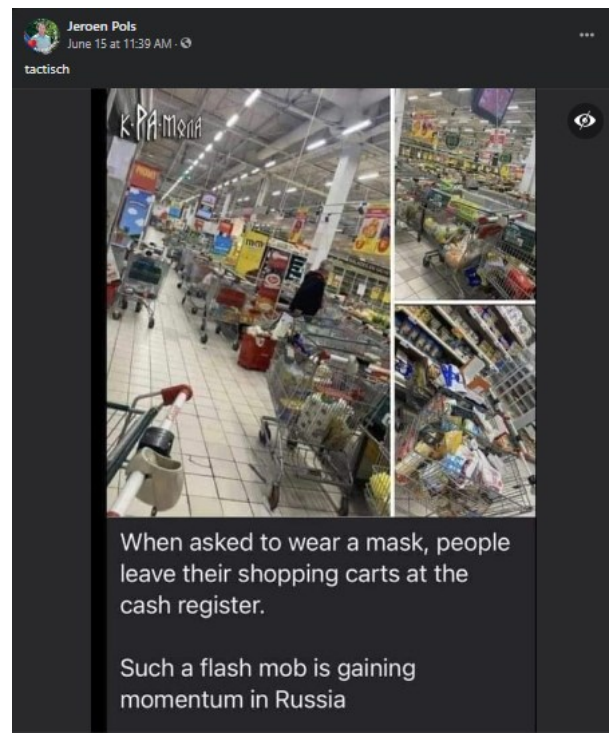 Jeroen Pols
June 15 at 11:39 AM ·
tactisch
К·РА·МОЛА
When asked to wear a mask, people
leave their shopping carts at the
cash register.
Such a flash mob is gaining
momentum in Russia